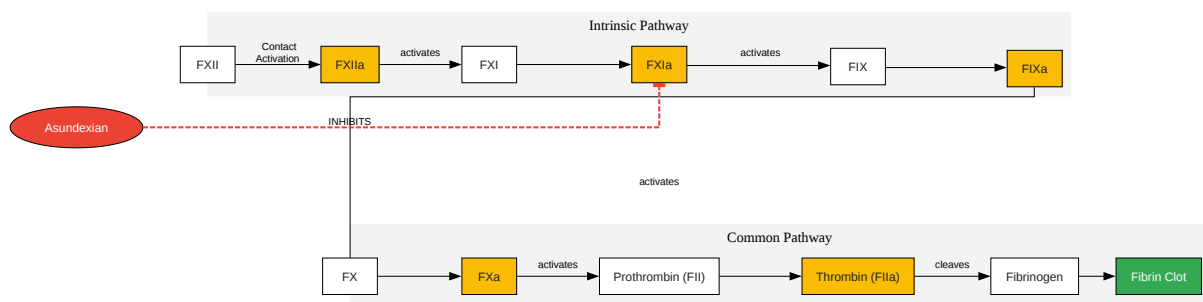 Intrinsic Pathway
FXII
Contact
Activation
FXIIa
activates
FXI
FXIa
activates
FIX
FIXa
Asundexian
INHIBITS
activates
Common Pathway
FX
FXa
activates
Prothrombin (FII)
Thrombin (FIIa)
cleaves
Fibrinogen
Fibrin Clot